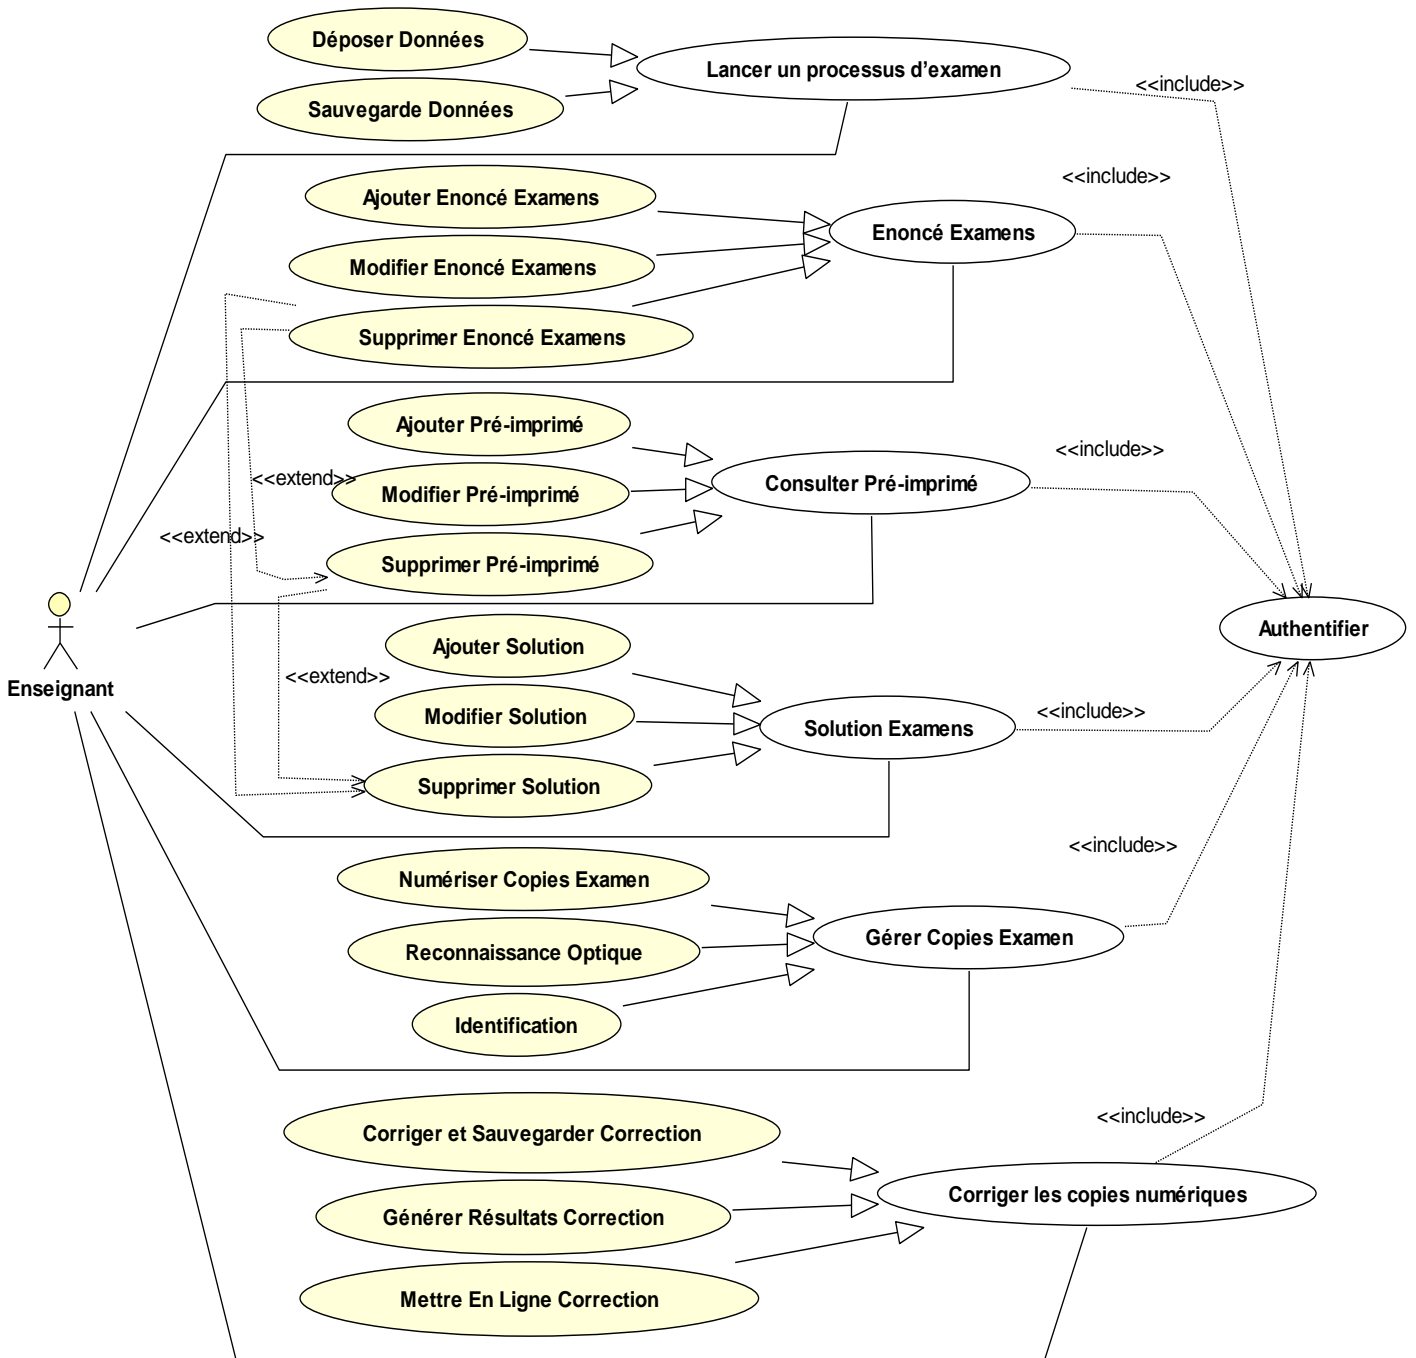 Déposer Données
Lancer un processus d’examen
<<include>>
Sauvegarde Données
<<include>>
Ajouter Enoncé Examens
Enoncé Examens
Modifier Enoncé Examens
Supprimer Enoncé Examens
Ajouter Pré-imprimé
<<include>>
<<extend>>
Consulter Pré-imprimé
Modifier Pré-imprimé
<<extend>>
Supprimer Pré-imprimé
Authentifier
Ajouter Solution
Enseignant
<<extend>>
<<include>>
Modifier Solution
Solution Examens
Supprimer Solution
<<include>>
Numériser Copies Examen
Gérer Copies Examen
Reconnaissance Optique
Identification
<<include>>
Corriger et Sauvegarder Correction
Corriger les copies numériques
Générer Résultats Correction
Mettre En Ligne Correction